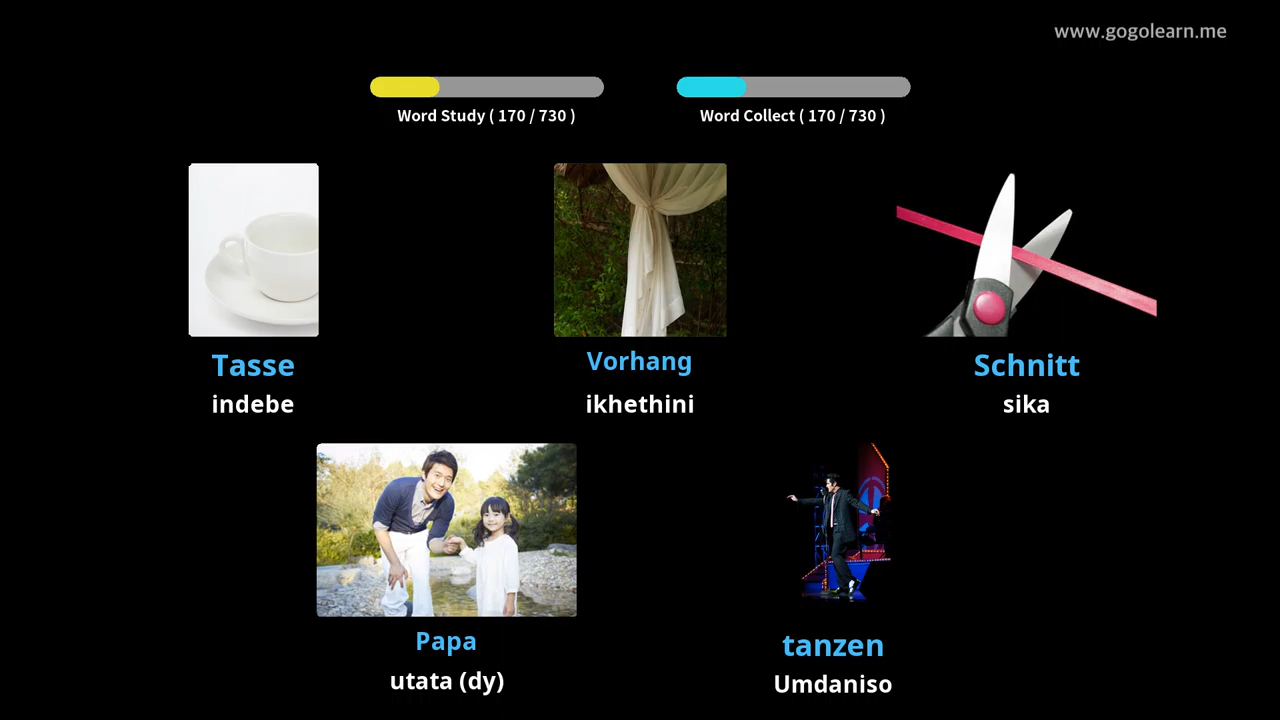 www.gogolearn.me
Word Study ( 170 / 730 )
Word Collect ( 170 / 730 )
Tasse
indebe
Vorhang
ikhethini
Schnitt
sika
Papa
utata (dy)
tanzen
Umdaniso